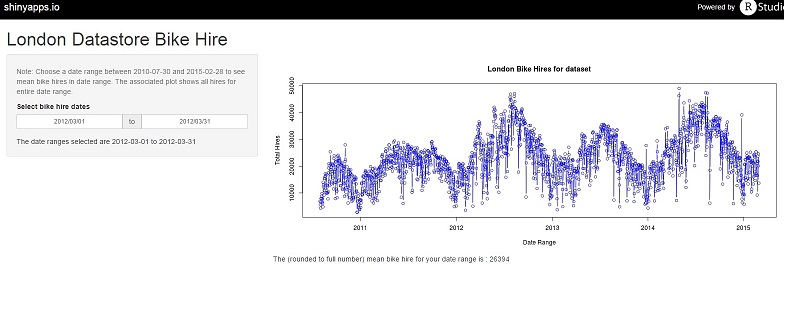 shinyapps.io
Powered by R Studio
London Datastore Bike Hire
Note: Choose a date range between 2010-07-30 and 2015-02-28 to see
mean bike hires in date range. The associated plot shows all hires for
entire date range.
Select bike hire dates
2012/03/01 to 2012/03/31
The date ranges selected are 2012-03-01 to 2012-03-31
London Bike Hires for dataset
Total Hires
50000
40000
30000
20000
10000
2011 2012 2013 2014 2015
Date Range
The (rounded to full number) mean bike hire for your date range is : 26394